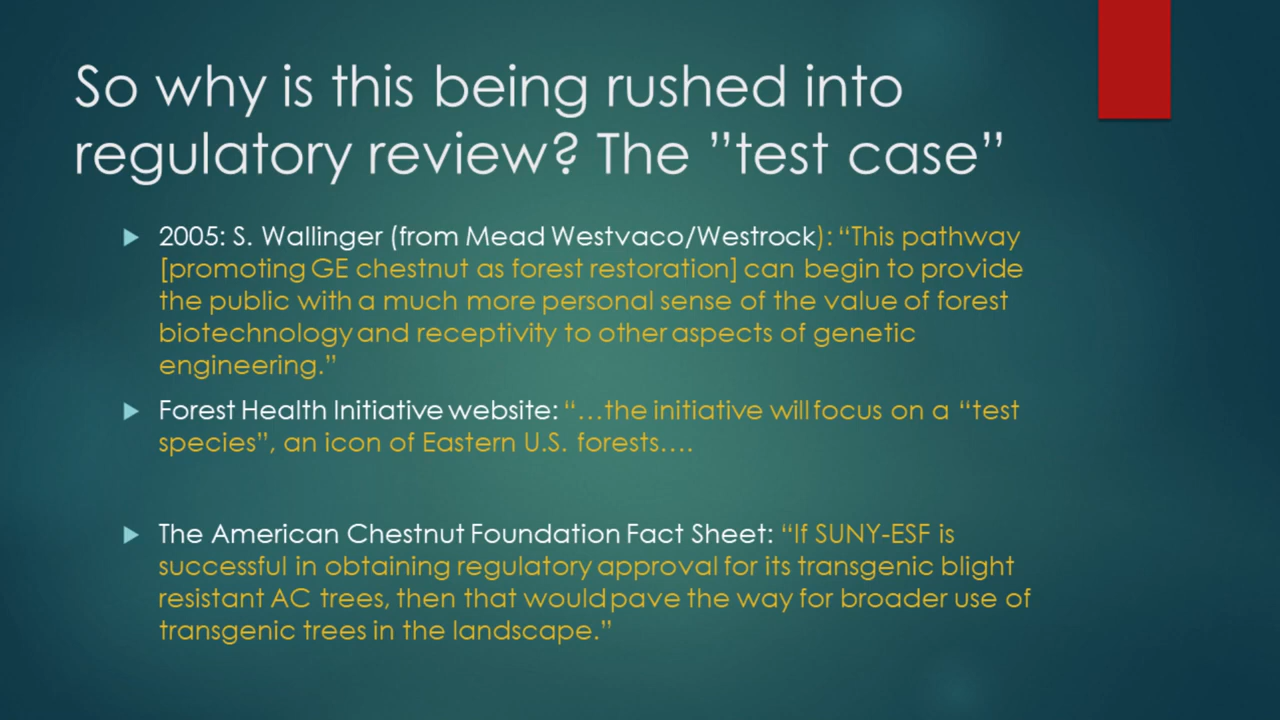 So why is this being rushed into
regulatory review? The ”test case”
2005: S. Wallinger (from Mead Westvaco/Westrock): “This pathway
[promoting GE chestnut as forest restoration] can begin to provide
the public with a much more personal sense of the value of forest
biotechnology and receptivity to other aspects of genetic
engineering.”
Forest Health Initiative website: “…the initiative will focus on a “test
species”, an icon of Eastern U.S. forests….
The American Chestnut Foundation Fact Sheet: “If SUNY-ESF is
successful in obtaining regulatory approval for its transgenic blight
resistant AC trees, then that would pave the way for broader use of
transgenic trees in the landscape.”